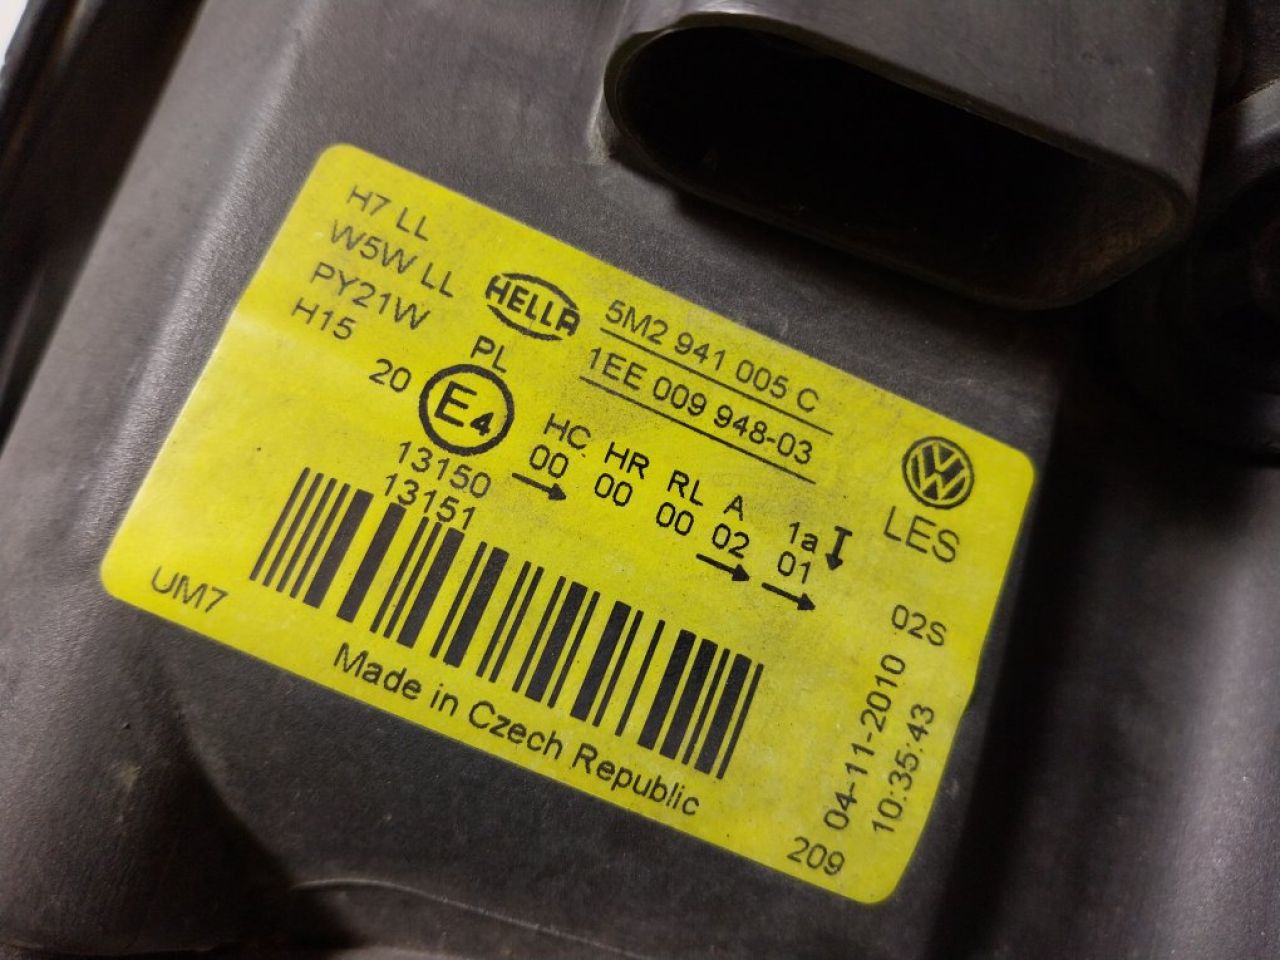 H7 LL
W5W LL
PY21W
H15
HELLA
5M2 941 005 C
1EE 009 948-03
PL
20 E4
13150
13151
HC HR RL A 1a
00 00 00 02 01
LES
02S
04-11-2010
10:35:43
209
UM7
Made in Czech Republic